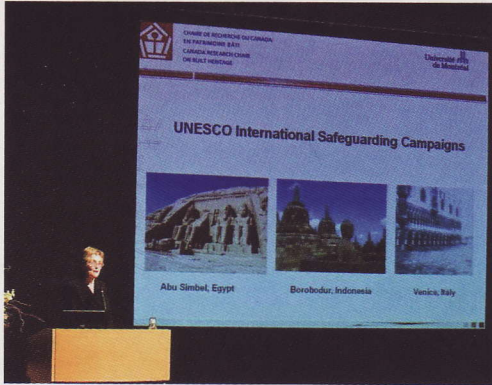 CHAIRE DE RECHERCHE DU CANADA
EN PATRIMOINE BÂTI
CANADA RESEARCH CHAIR
ON BUILT HERITAGE
Université
de Montréal
UNESCO International Safeguarding Campaigns
Abu Simbel, Egypt
Borobodur, Indonesia
Venice, Italy